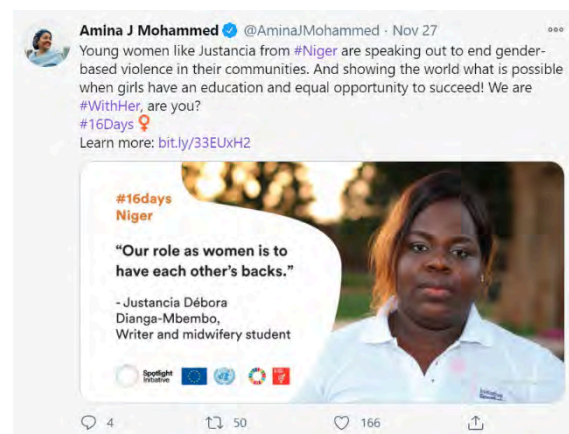 Amina J Mohammed @AminaJMohammed · Nov 27
Young women like Justancia from #Niger are speaking out to end gender-
based violence in their communities. And showing the world what is possible
when girls have an education and equal opportunity to succeed! We are
#WithHer, are you?
#16Days
Learn more: bit.ly/33EUxH2
#16days
Niger
“Our role as women is to
have each other’s backs.”
- Justancia Débora
Dianga-Mbembo,
Writer and midwifery student
Spotlight
Initiative
4 50 166